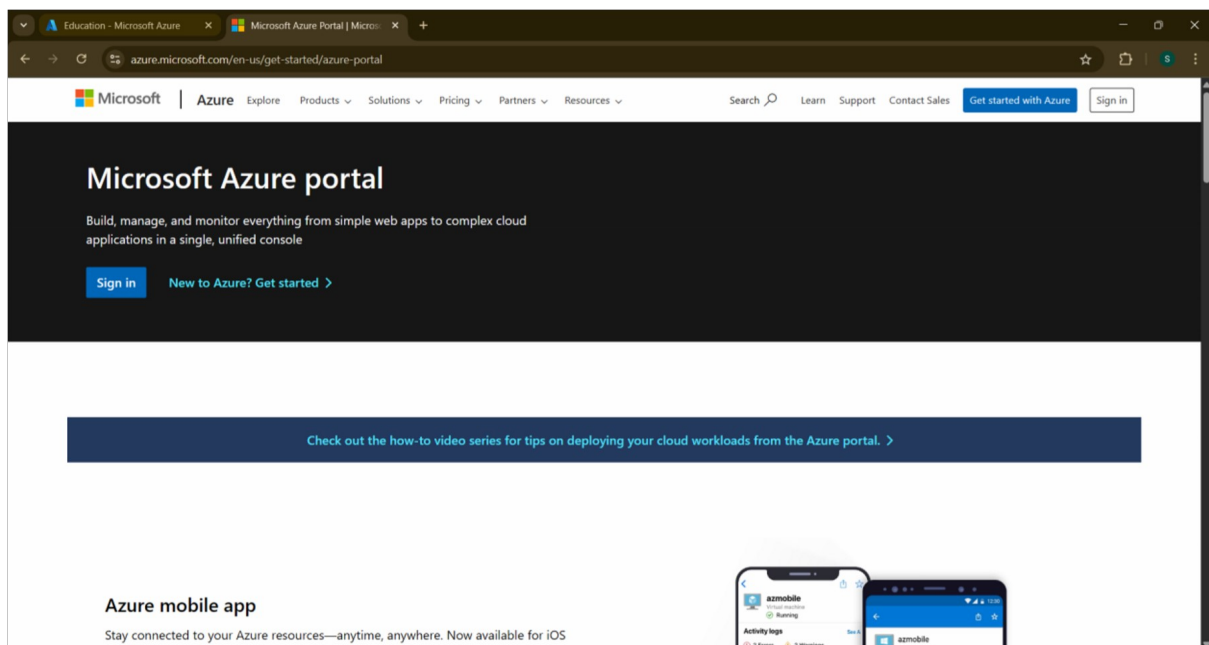 Education - Microsoft Azure
Microsoft Azure Portal | Micros
azure.microsoft.com/en-us/get-started/azure-portal
S
Microsoft | Azure Explore Products Solutions Pricing Partners Resources Search Learn Support Contact Sales Get started with Azure Sign in
Microsoft Azure portal
Build, manage, and monitor everything from simple web apps to complex cloud
applications in a single, unified console
Sign in New to Azure? Get started
Check out the how-to video series for tips on deploying your cloud workloads from the Azure portal.
Azure mobile app
Stay connected to your Azure resources—anytime, anywhere. Now available for iOS
azmobile
Virtual machine
Running
Activity logs
12:30
azmobile